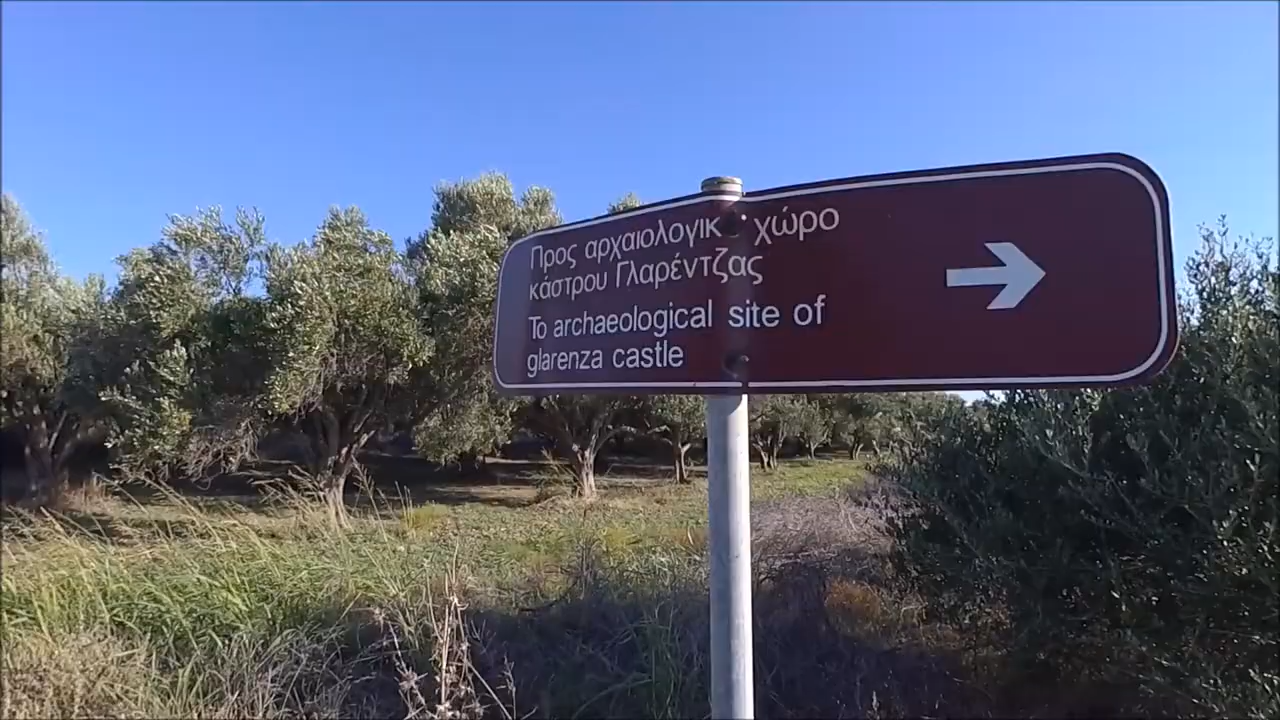 Προς αρχαιολογικ χώρο
κάστρου Γλαρέντζας
To archaeological site of
glarenza castle